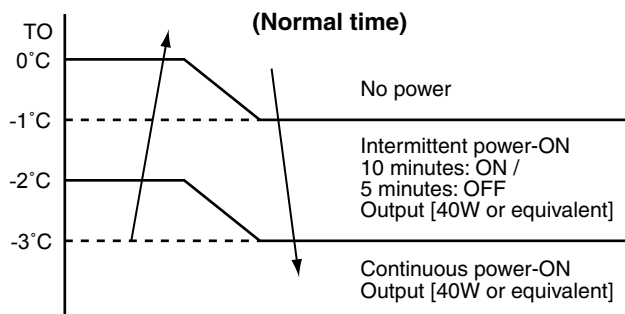 (Normal time)
TO
0˚C
No power
-1˚C
Intermittent power-ON
10 minutes: ON /
5 minutes: OFF
Output [40W or equivalent]
-2˚C
-3˚C
Continuous power-ON
Output [40W or equivalent]